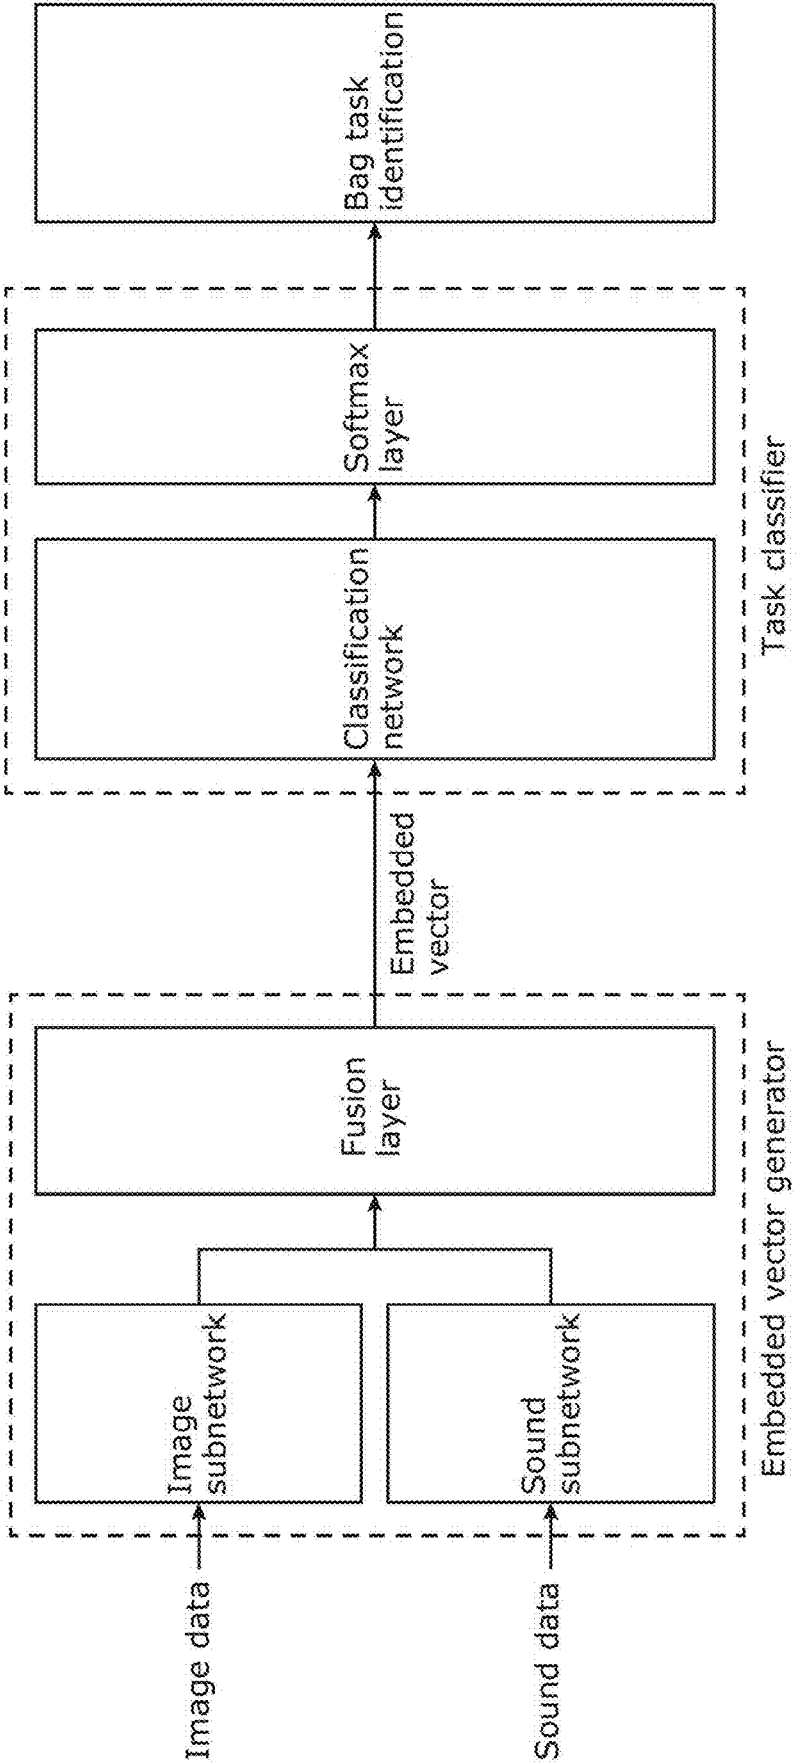 Image data
Sound data
Image
subnetwork
Sound
subnetwork
Fusion
layer
Embedded vector generator
Embedded
vector
Classification
network
Softmax
layer
Task classifier
Bag task
identification